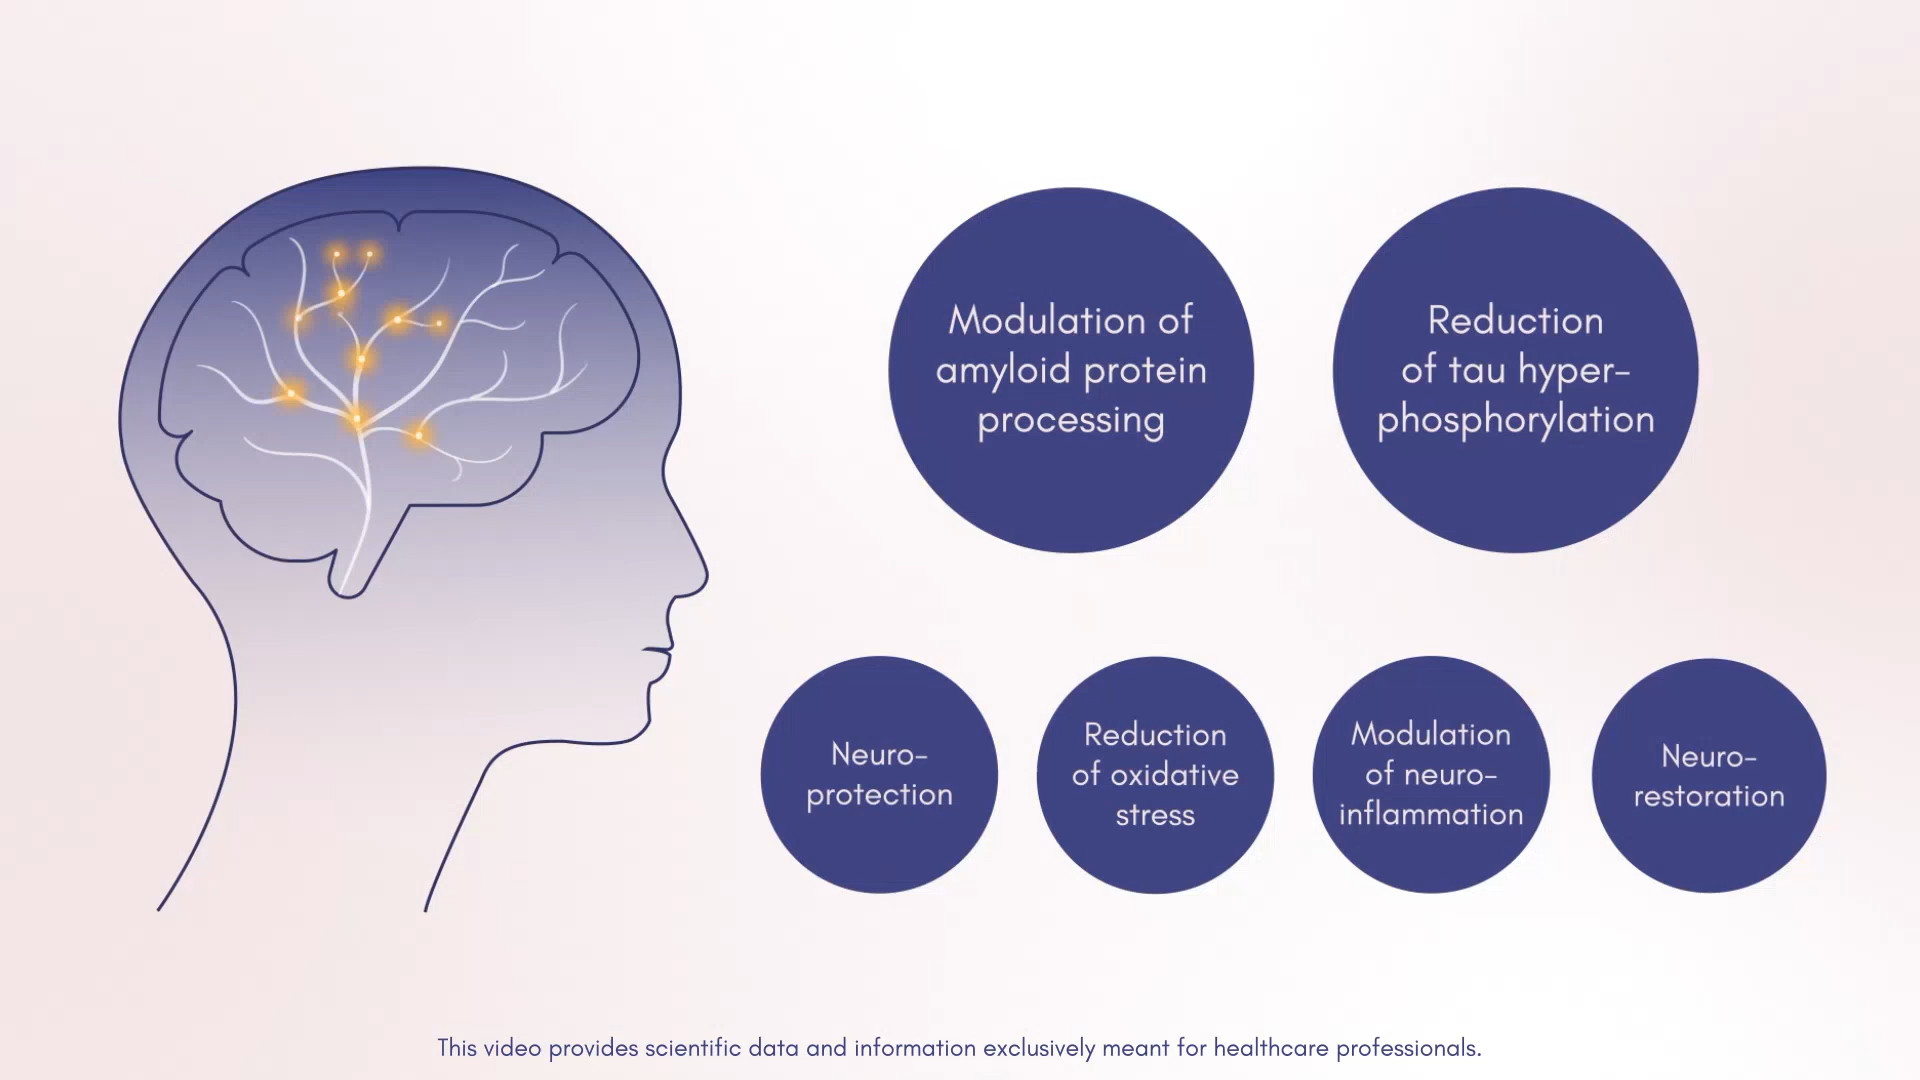 Modulation of
amyloid protein
processing
Reduction
of tau hyper-
phosphorylation
Neuro-
protection
Reduction
of oxidative
stress
Modulation
of neuro-
inflammation
Neuro-
restoration
This video provides scientific data and information exclusively meant for healthcare professionals.